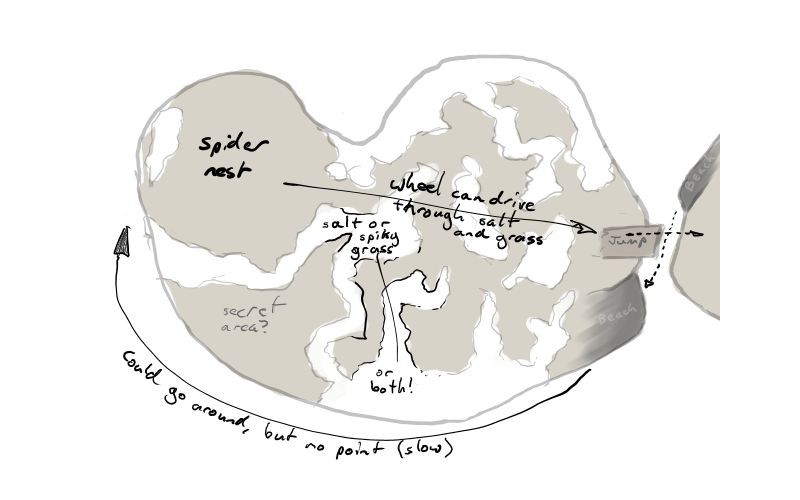 spider
nest
wheel can drive
through salt
and grass
salt or
spiky
grass
Jump
Beach
Beach
secret
area?
or
both!
Could go around, but no point (slow)